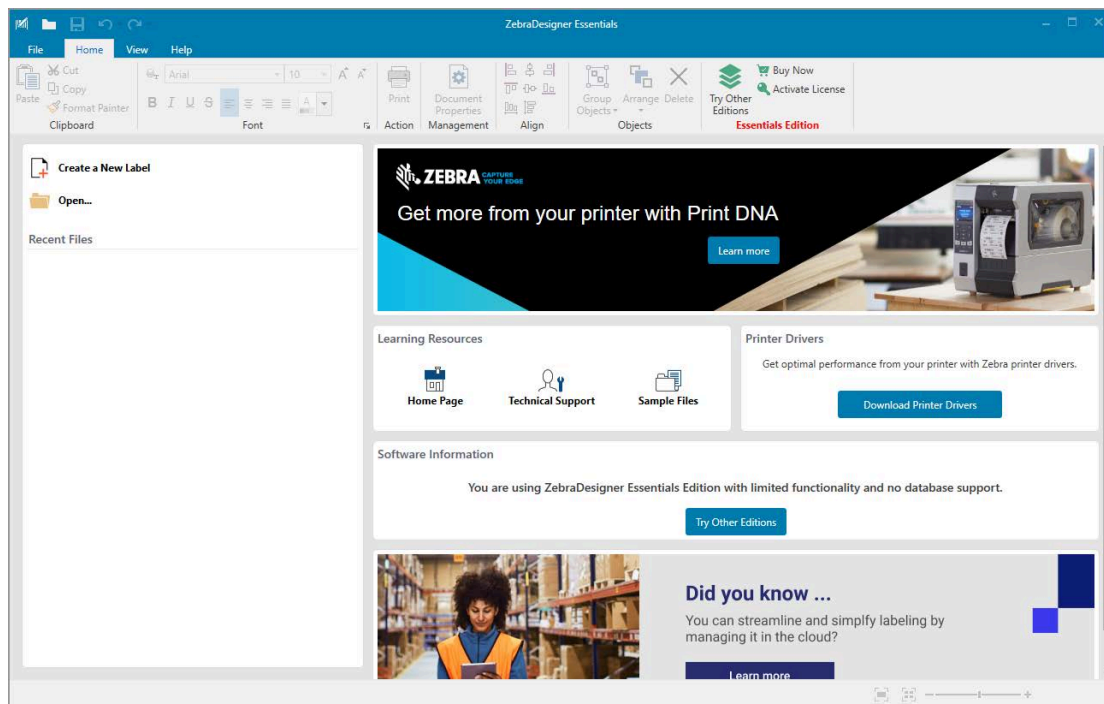 ZebraDesigner Essentials
File Home View Help
Paste
Cut
Copy
Format Painter
Clipboard
Arial 10
B I U S
Font
Print
Action
Document
Properties
Management
Align
Group
Objects
Arrange
Delete
Objects
Try Other
Editions
Buy Now
Activate License
Essentials Edition
Create a New Label
Open...
Recent Files
ZEBRA CAPTURE
YOUR EDGE
Get more from your printer with Print DNA
Learn more
Learning Resources
Home Page
Technical Support
Sample Files
Printer Drivers
Get optimal performance from your printer with Zebra printer drivers.
Download Printer Drivers
Software Information
You are using ZebraDesigner Essentials Edition with limited functionality and no database support.
Try Other Editions
Did you know ...
You can streamline and simplfy labeling by
managing it in the cloud?
Learn more